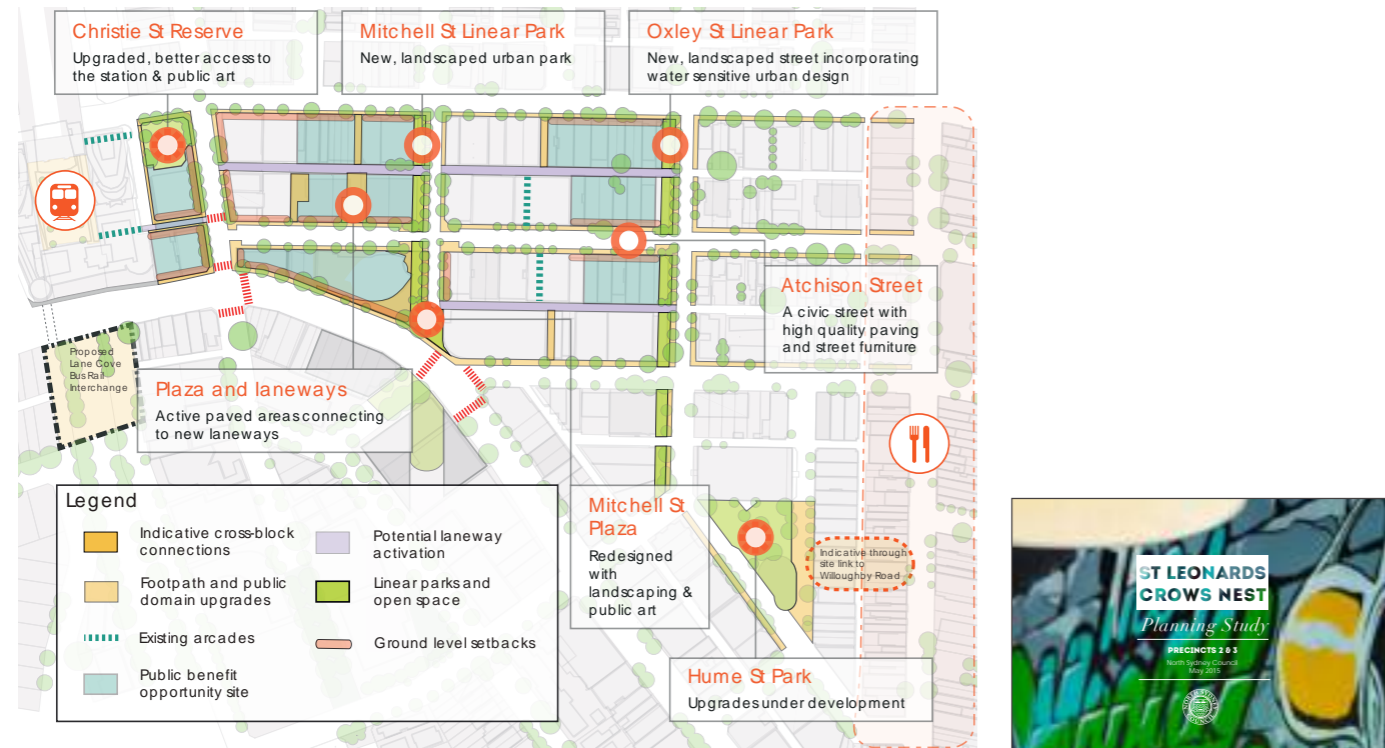 Christie St Reserve
Upgraded, better access to
the station & public art
Mitchell St Linear Park
New, landscaped urban park
Oxley St Linear Park
New, landscaped street incorporating
water sensitive urban design
Atchison Street
A civic street with
high quality paving
and street furniture
Proposed
Lane Cove
Bus Rail
Interchange
Plaza and laneways
Active paved areas connecting
to new laneways
Legend
Indicative cross-block
connections
Footpath and public
domain upgrades
Existing arcades
Public benefit
opportunity site
Potential laneway
activation
Linear parks and
open space
Ground level setbacks
Mitchell St
Plaza
Redesigned
with
landscaping &
public art
Indicative through
site link to
Willoughby Road
Hume St Park
Upgrades under development
ST LEONARDS
CROWS NEST
Planning Study
PRECINCTS 2 & 3
North Sydney Council
May 2015